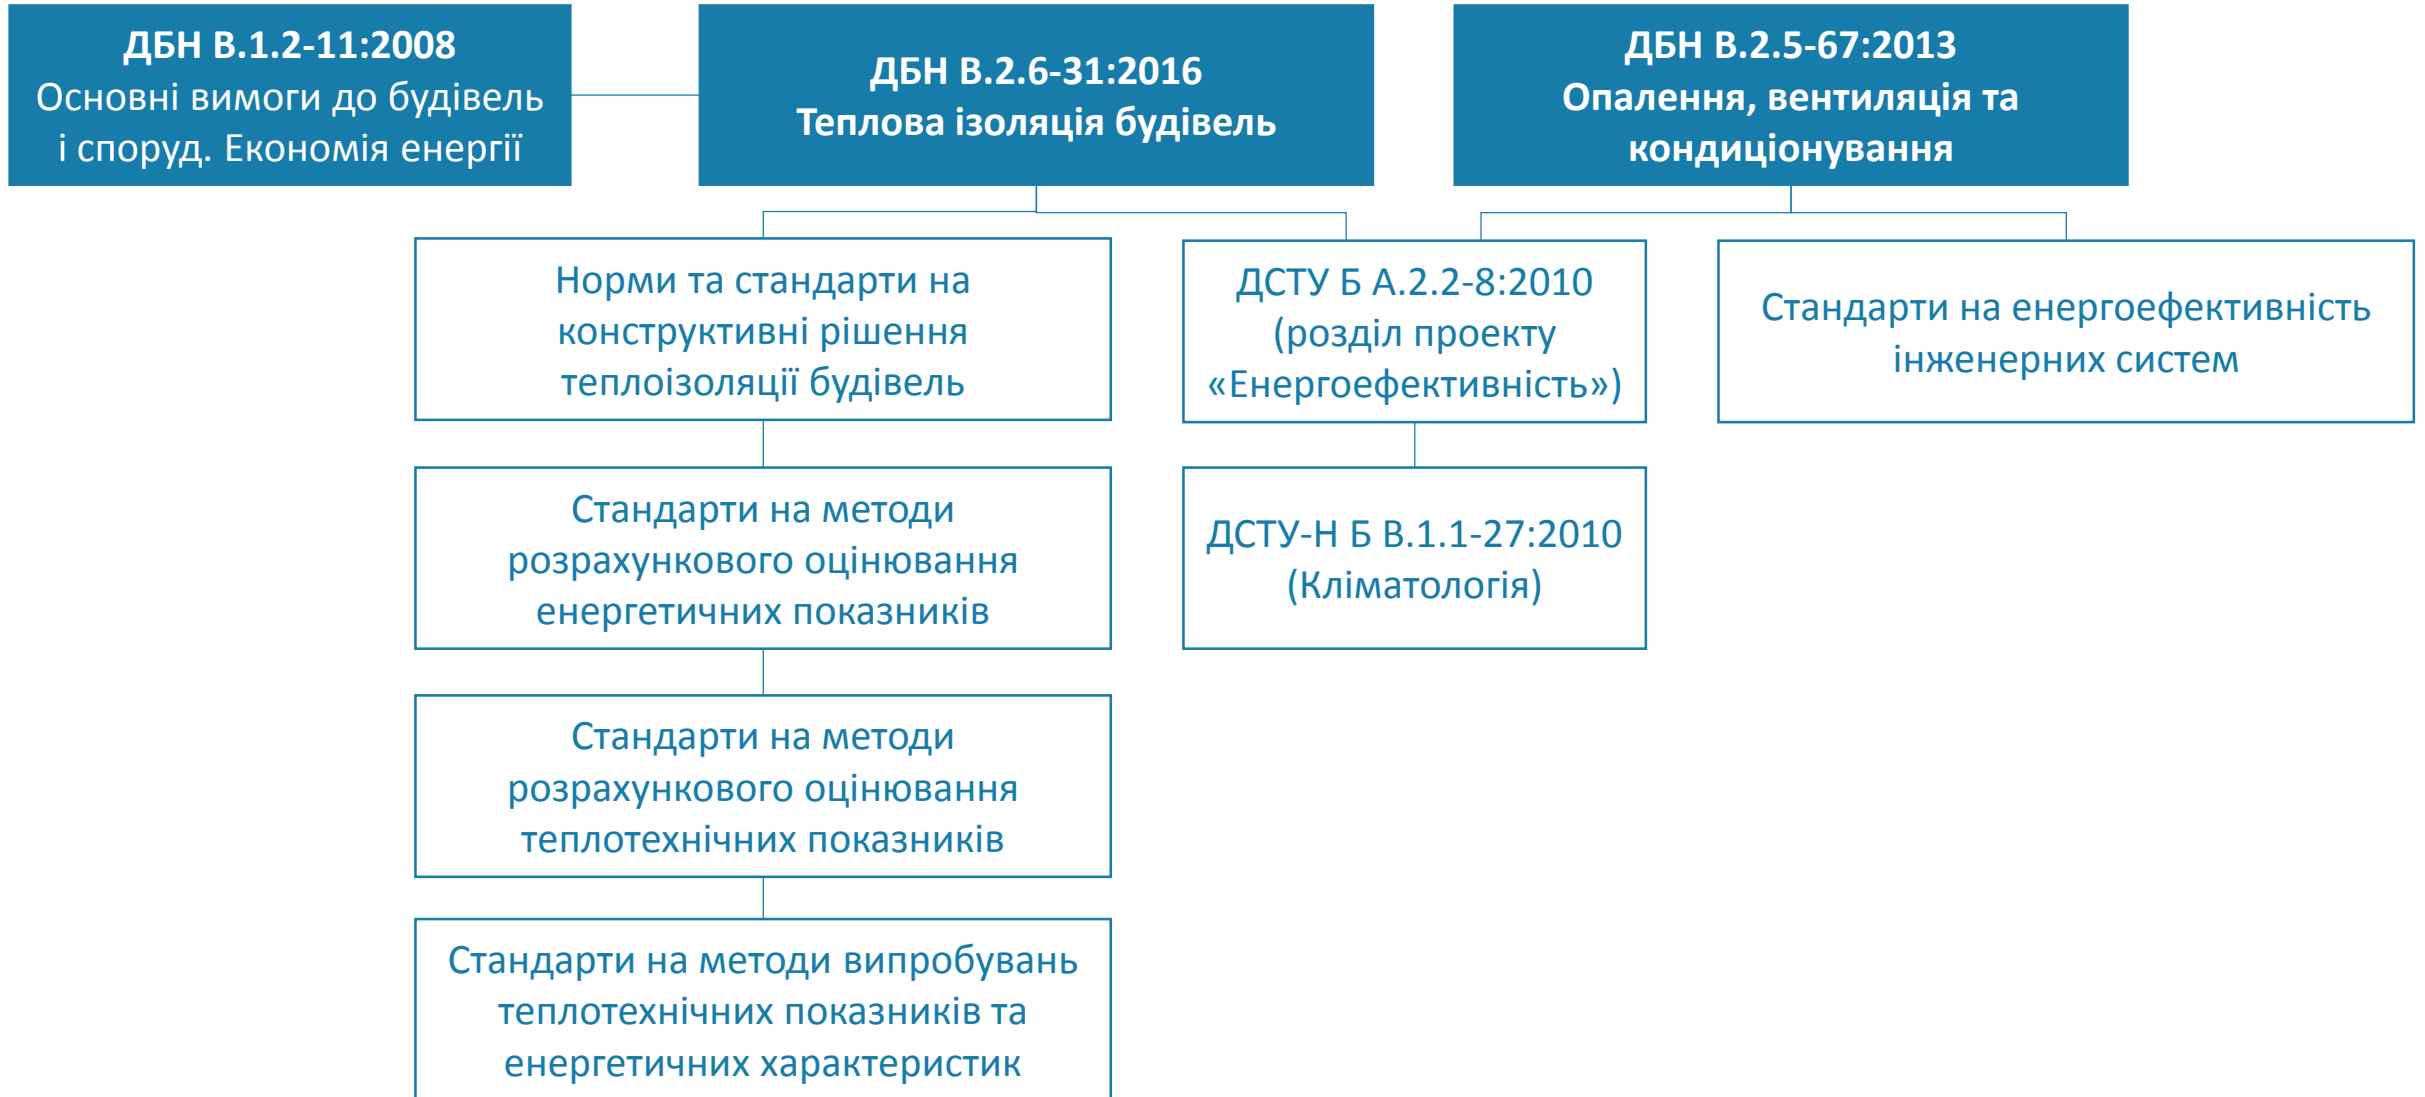 ДБН В.1.2-11:2008
Основні вимоги до будівель
і споруд. Економія енергії
ДБН В.2.6-31:2016
Теплова ізоляція будівель
ДБН В.2.5-67:2013
Опалення, вентиляція та
кондиціонування
Норми та стандарти на
конструктивні рішення
теплоізоляції будівель
ДСТУ Б А.2.2-8:2010
(розділ проекту
«Енергоефективність»)
Стандарти на енергоефективність
інженерних систем
Стандарти на методи
розрахункового оцінювання
енергетичних показників
ДСТУ-Н Б В.1.1-27:2010
(Кліматологія)
Стандарти на методи
розрахункового оцінювання
теплотехнічних показників
Стандарти на методи випробувань
теплотехнічних показників та
енергетичних характеристик